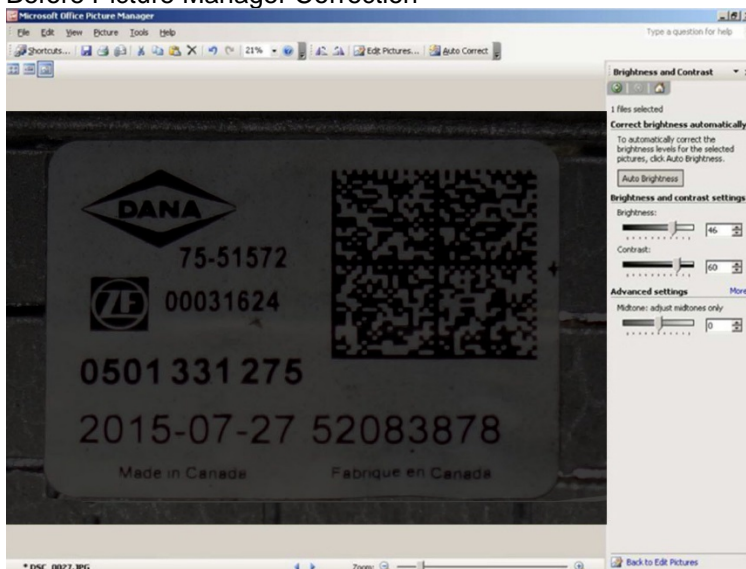 Before Picture Manager Correction
Microsoft Office Picture Manager
File Edit View Picture Tools Help
Type a question for help
Shortcuts... 21% Edit Pictures... Auto Correct
Brightness and Contrast
1 files selected
Correct brightness automatically
To automatically correct the
brightness levels for the selected
pictures, click Auto Brightness.
Auto Brightness
Brightness and contrast settings
Brightness:
46
Contrast:
60
Advanced settings More
Midtone: adjust midtones only
0
DANA
75-51572
ZF 00031624
0501 331 275
2015-07-27 52083878
Made in Canada Fabrique en Canada
* DSC_0027.JPG Zoom:
Back to Edit Pictures